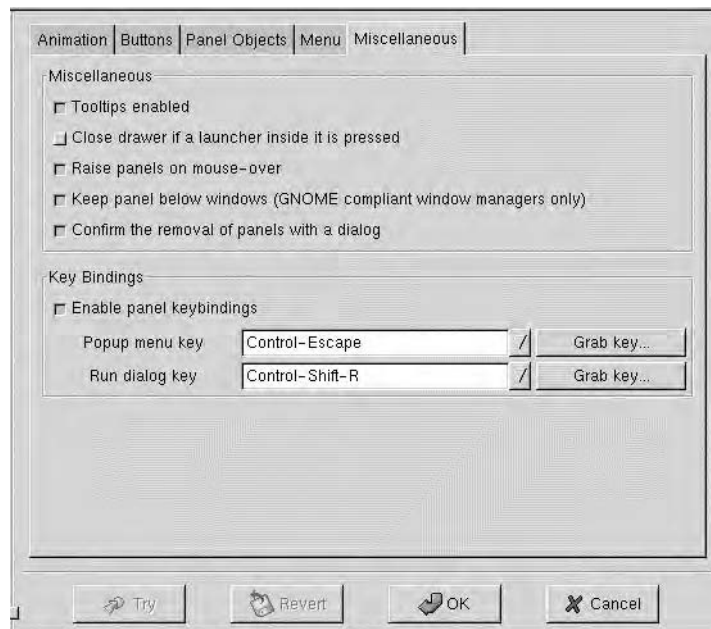 Animation Buttons Panel Objects Menu Miscellaneous
Miscellaneous
Tooltips enabled
Close drawer if a launcher inside it is pressed
Raise panels on mouse-over
Keep panel below windows (GNOME compliant window managers only)
Confirm the removal of panels with a dialog
Key Bindings
Enable panel keybindings
Popup menu key Control-Escape / Grab key...
Run dialog key Control-Shift-R / Grab key...
Try Revert OK Cancel